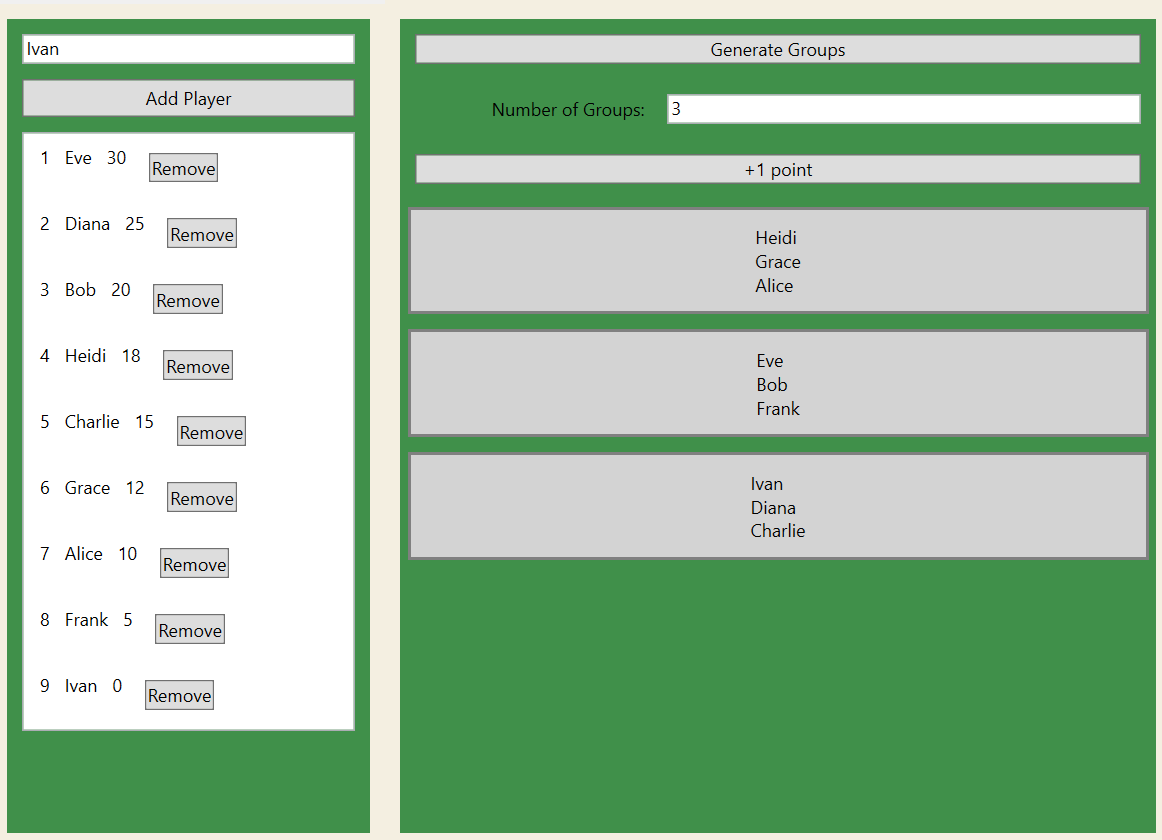 Ivan
Add Player
1 Eve 30 Remove
2 Diana 25 Remove
3 Bob 20 Remove
4 Heidi 18 Remove
5 Charlie 15 Remove
6 Grace 12 Remove
7 Alice 10 Remove
8 Frank 5 Remove
9 Ivan 0 Remove
Generate Groups
Number of Groups: 3
+1 point
Heidi
Grace
Alice
Eve
Bob
Frank
Ivan
Diana
Charlie